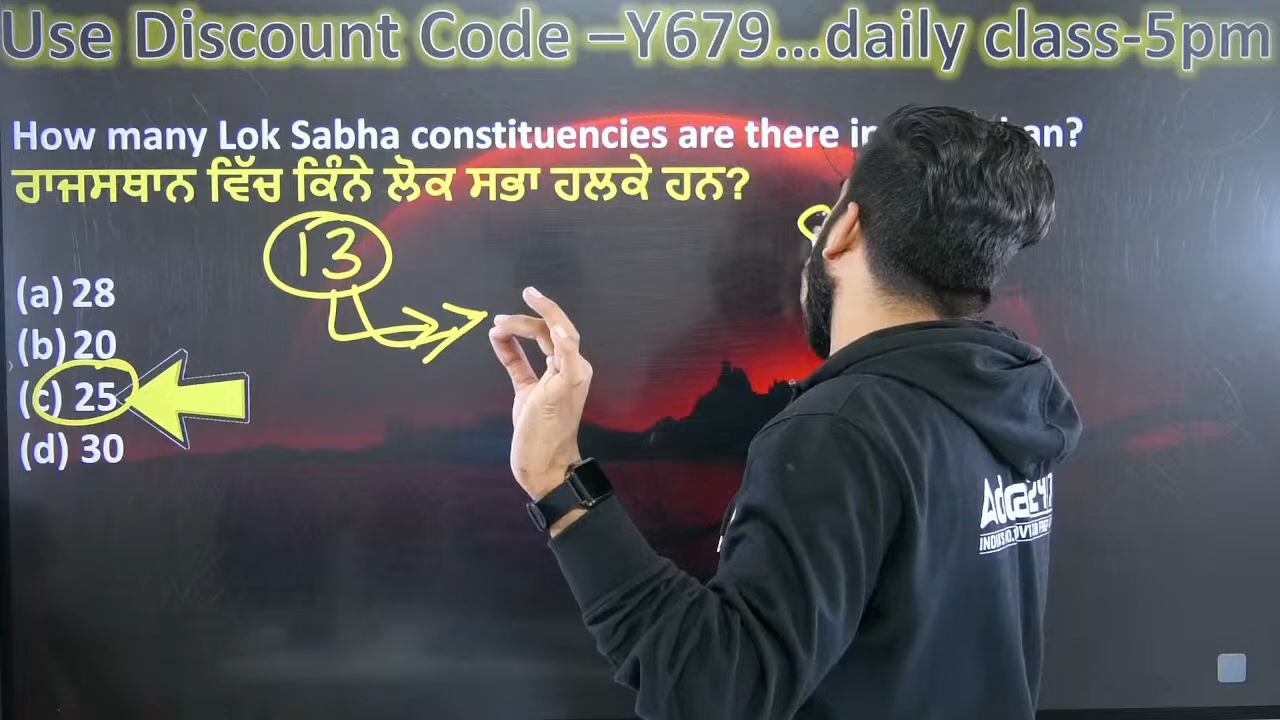 Use Discount Code –Y679...daily class-5pm
How many Lok Sabha constituencies are there in
ਰਾਜਸਥਾਨ ਵਿੱਚ ਕਿੰਨੇ ਲੋਕ ਸਭਾ ਹਲਕੇ ਹਨ?
13
(a) 28
(b) 20
(c) 25
(d) 30